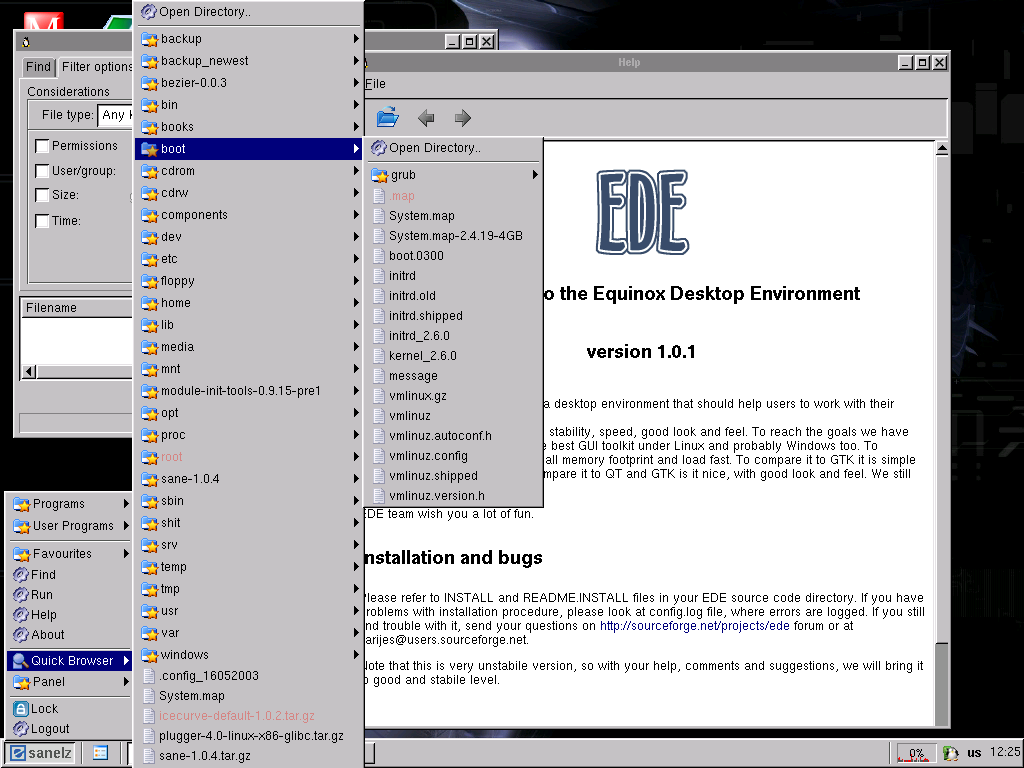 Open Directory..
backup
backup_newest
bezier-0.0.3
bin
books
boot
cdrom
cdrw
components
dev
etc
floppy
home
lib
media
mnt
module-init-tools-0.9.15-pre1
opt
proc
root
sane-1.0.4
sbin
shit
srv
temp
tmp
usr
var
windows
.config_16052003
System.map
icecurve-default-1.0.2.tar.gz
plugger-4.0-linux-x86-glibc.tar.gz
sane-1.0.4.tar.gz
Open Directory..
grub
.map
System.map
System.map-2.4.19-4GB
boot.0300
initrd
initrd.old
initrd.shipped
initrd_2.6.0
kernel_2.6.0
message
vmlinux.gz
vmlinuz
vmlinuz.autoconf.h
vmlinuz.config
vmlinuz.shipped
vmlinuz.version.h
M
Find Filter options
Considerations
File type: Any
Permissions
User/group:
Size:
Time:
Filename
Programs
User Programs
Favourites
Find
Run
Help
About
Quick Browser
Panel
Lock
Logout
Help
File
EDE
o the Equinox Desktop Environment
version 1.0.1
a desktop environment that should help users to work with their
stability, speed, good look and feel. To reach the goals we have
best GUI toolkit under Linux and probably Windows too. To
all memory footprint and load fast. To compare it to GTK it is simple
mpare it to QT and GTK is it nice, with good look and feel. We still
EDE team wish you a lot of fun.
nstallation and bugs
lease refer to INSTALL and README.INSTALL files in your EDE source code directory. If you have
roblems with installation procedure, please look at config.log file, where errors are logged. If you still
nd trouble with it, send your questions on http://sourceforge.net/projects/ede forum or at
arijes@users.sourceforge.net.
Note that this is very unstabile version, so with your help, comments and suggestions, we will bring it
o good and stabile level.
sanelz
0%
us 12:25